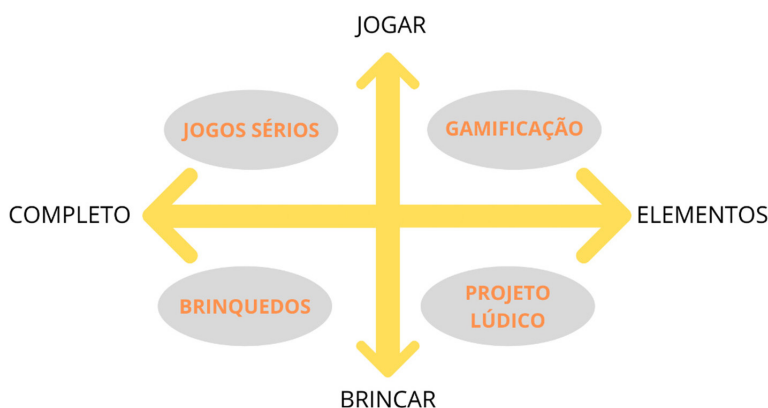 JOGAR
JOGOS SÉRIOS
GAMIFICAÇÃO
COMPLETO
ELEMENTOS
BRINQUEDOS
PROJETO
LÚDICO
BRINCAR